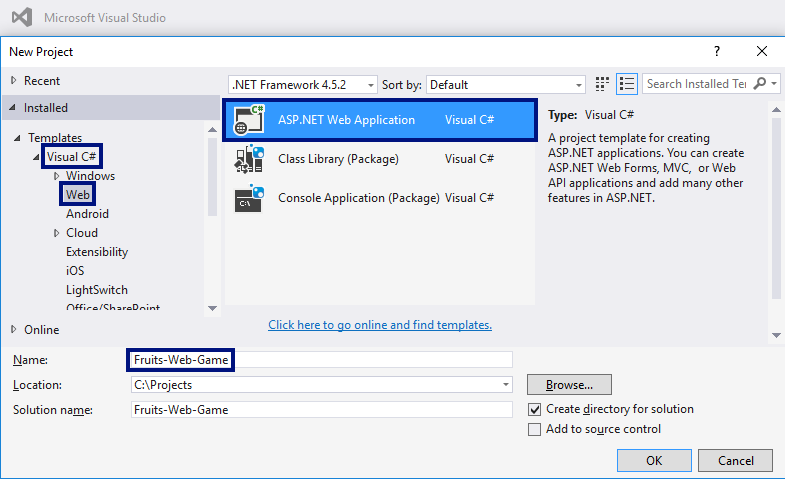 Microsoft Visual Studio
New Project
?
Recent
.NET Framework 4.5.2
Sort by:
Default
Search Installed Te
Installed
Templates
Visual C#
Windows
Web
Android
Cloud
Extensibility
iOS
LightSwitch
Office/SharePoint
Online
ASP.NET Web Application Visual C#
Class Library (Package) Visual C#
Console Application (Package) Visual C#
Click here to go online and find templates.
Type: Visual C#
A project template for creating
ASP.NET applications. You can create
ASP.NET Web Forms, MVC, or Web
API applications and add many other
features in ASP.NET.
Name: Fruits-Web-Game
Location: C:\Projects
Browse...
Solution name: Fruits-Web-Game
Create directory for solution
Add to source control
OK
Cancel